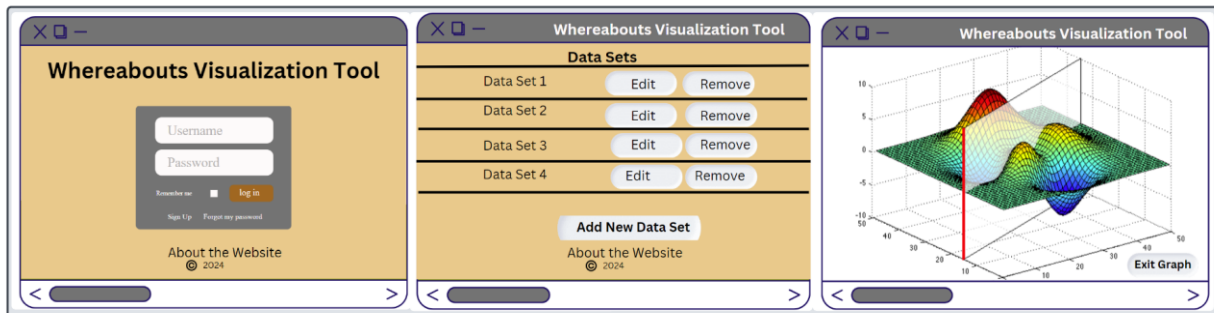 Whereabouts Visualization Tool
Username
Password
Remember me
log in
Sign Up Forgot my password
About the Website
© 2024
<
>
Whereabouts Visualization Tool
Data Sets
Data Set 1 Edit Remove
Data Set 2 Edit Remove
Data Set 3 Edit Remove
Data Set 4 Edit Remove
Add New Data Set
About the Website
© 2024
<
>
Whereabouts Visualization Tool
10
5
0
-5
-10
50
40
30
20
10
10
20
30
40
50
Exit Graph
<
>